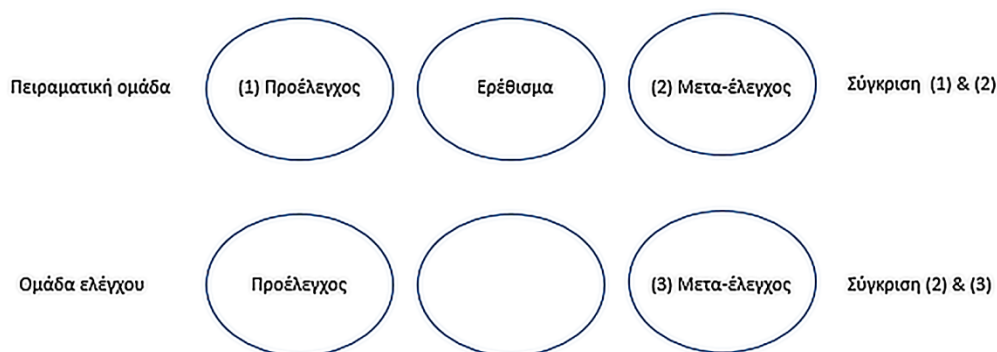 Πειραματική ομάδα (1) Προέλεγχος Ερέθισμα (2) Μετα-έλεγχος Σύγκριση (1) & (2)
Ομάδα ελέγχου Προέλεγχος (3) Μετα-έλεγχος Σύγκριση (2) & (3)